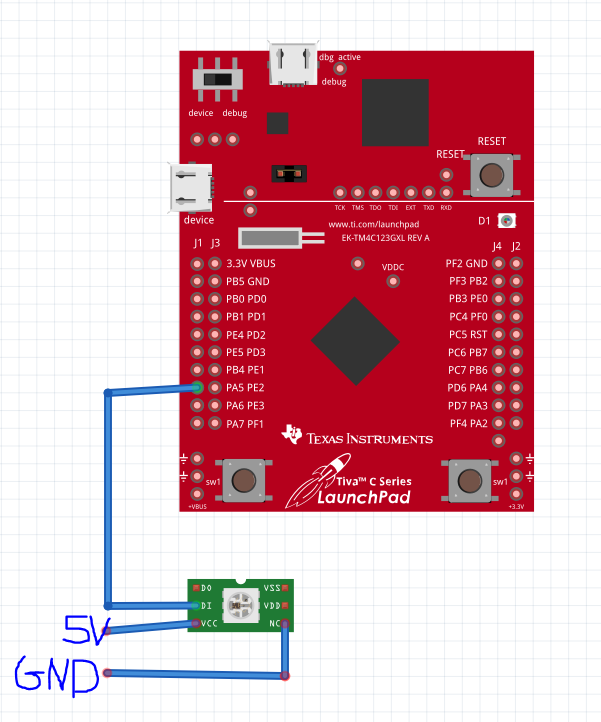 dbg active
debug
device debug
RESET
RESET
TCK TMS TDO TDI EXT TXD RXD
device
www.ti.com/launchpad
D1
EK-TM4C123GXL REV A
J1 J3
J4 J2
3.3V VBUS
VDDC
PF2 GND
PB5 GND
PF3 PB2
PB0 PD0
PB3 PE0
PB1 PD1
PC4 PF0
PE4 PD2
PC5 RST
PE5 PD3
PC6 PB7
PB4 PE1
PC7 PB6
PA5 PE2
PD6 PA4
PA6 PE3
PD7 PA3
PA7 PF1
PF4 PA2
TEXAS INSTRUMENTS
sw1
Tiva™ C Series
sw1
LaunchPad
+VBUS
+3.3V
DO VSS
DI VDD
VCC NC
5V
GND